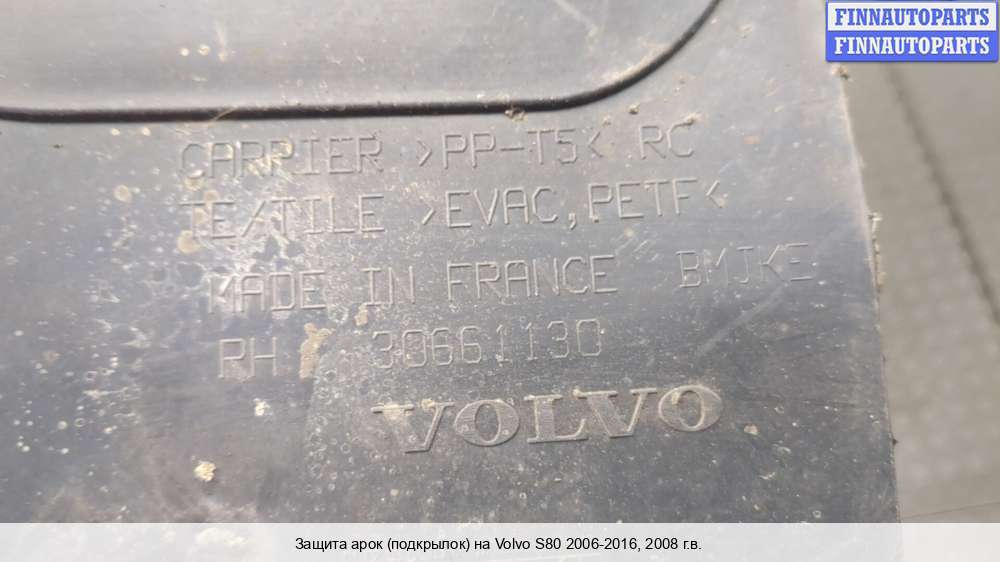 FINNAUTOPARTS
FINNAUTOPARTS
CARRIER >PP-T5< RC
TEXTILE >EVAC,PETF<
MADE IN FRANCE BMJKE
RH 30661130
VOLVO
Защита арок (подкрылок) на Volvo S80 2006-2016, 2008 г.в.